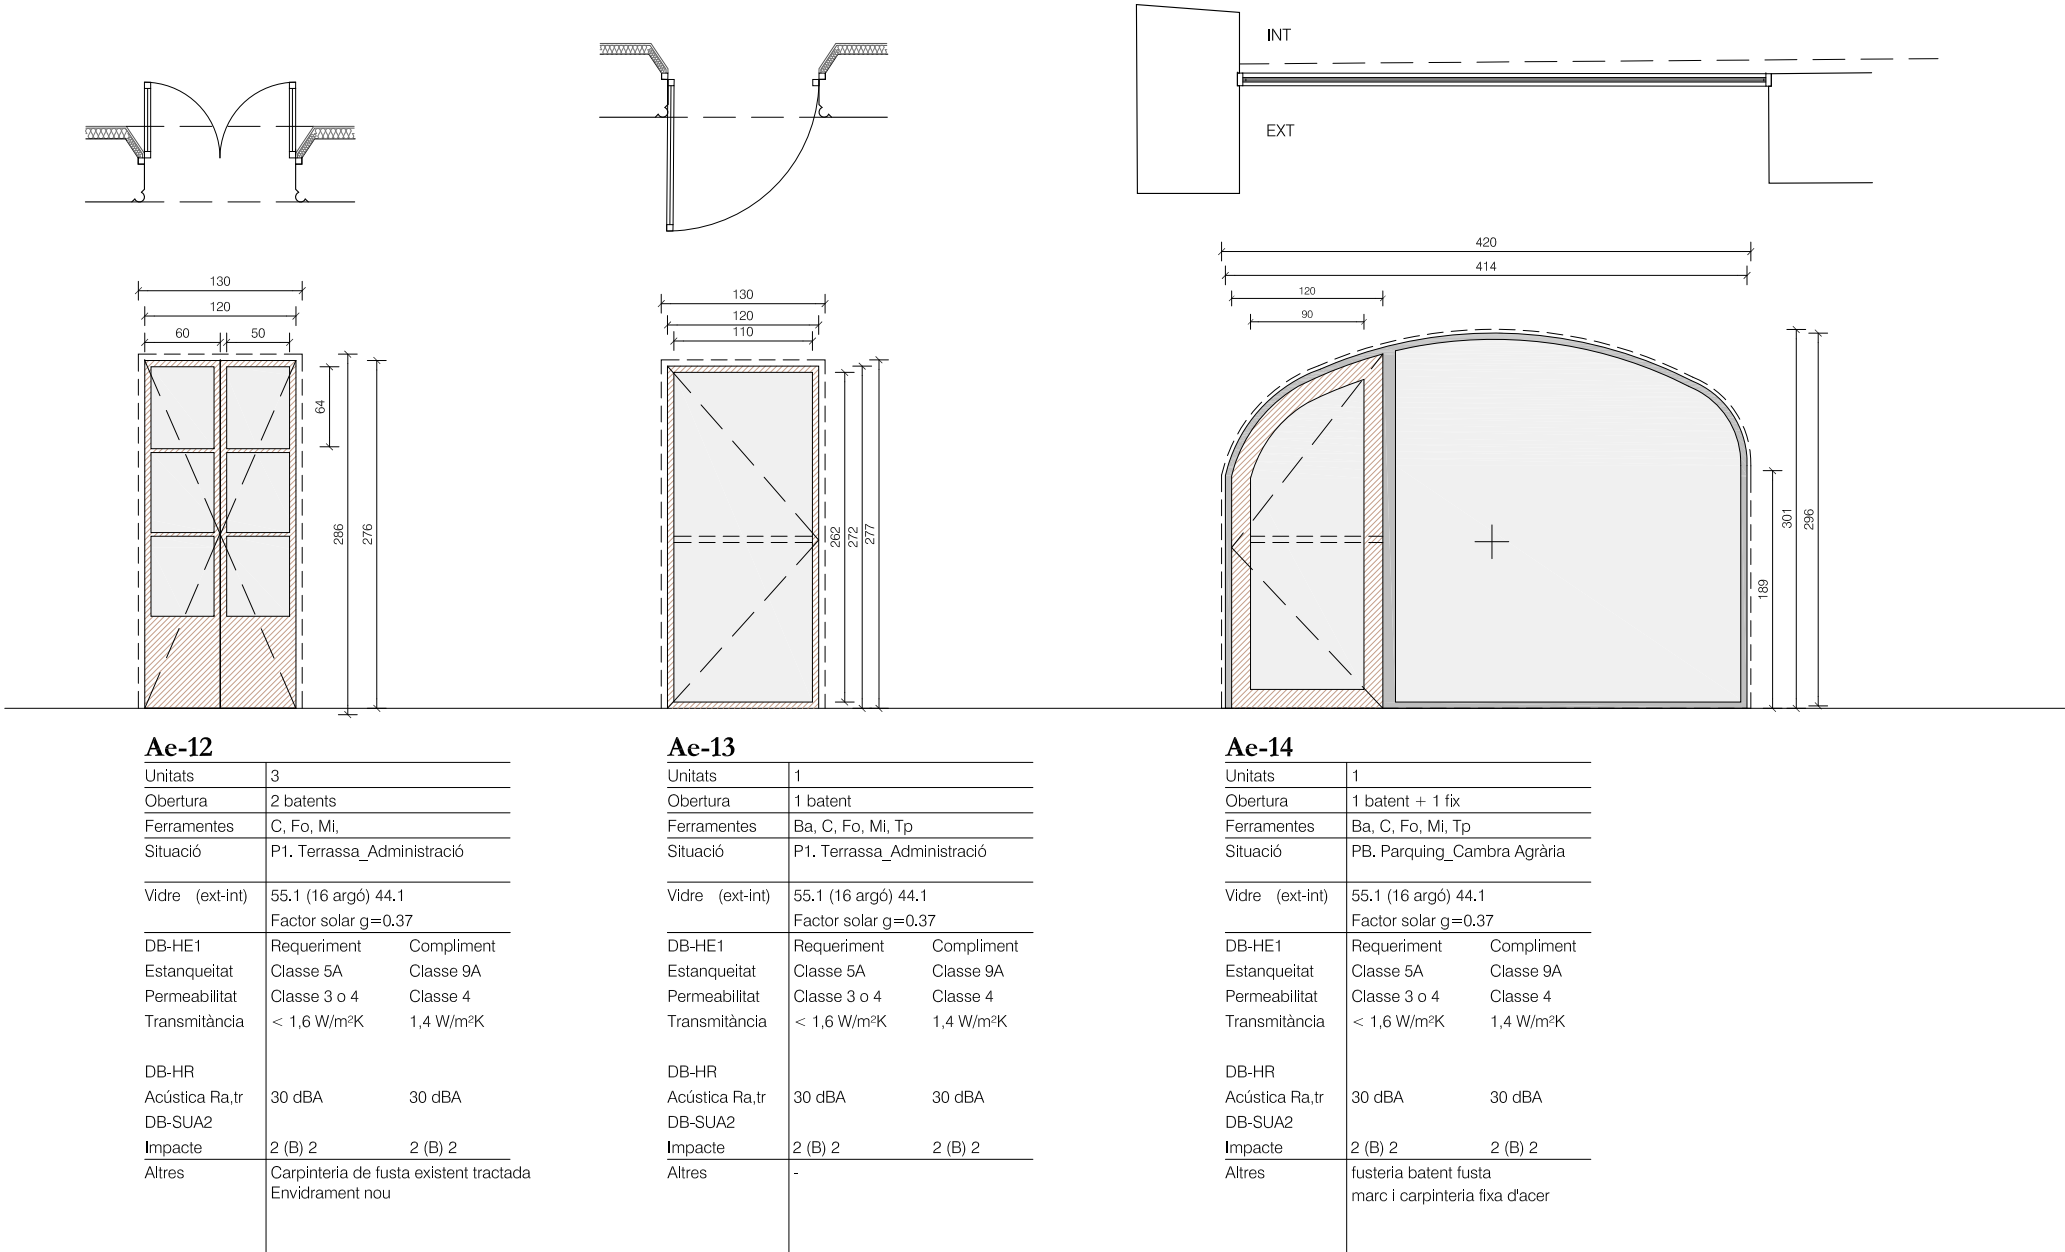 INT
EXT
130
120
60
50
64
286
276
130
120
110
262
272
277
420
414
120
90
189
301
296
Ae-12
Unitats 3
Obertura 2 batents
Ferramentes C, Fo, Mi,
Situació P1. Terrassa_Administració
Vidre (ext-int) 55.1 (16 argó) 44.1
Factor solar g=0.37
DB-HE1 Requeriment Compliment
Estanqueitat Classe 5A Classe 9A
Permeabilitat Classe 3 o 4 Classe 4
Transmitància < 1,6 W/m²K 1,4 W/m²K
DB-HR
Acústica Ra,tr 30 dBA 30 dBA
DB-SUA2
Impacte 2 (B) 2 2 (B) 2
Altres Carpinteria de fusta existent tractada
Envidrament nou
Ae-13
Unitats 1
Obertura 1 batent
Ferramentes Ba, C, Fo, Mi, Tp
Situació P1. Terrassa_Administració
Vidre (ext-int) 55.1 (16 argó) 44.1
Factor solar g=0.37
DB-HE1 Requeriment Compliment
Estanqueitat Classe 5A Classe 9A
Permeabilitat Classe 3 o 4 Classe 4
Transmitància < 1,6 W/m²K 1,4 W/m²K
DB-HR
Acústica Ra,tr 30 dBA 30 dBA
DB-SUA2
Impacte 2 (B) 2 2 (B) 2
Altres -
Ae-14
Unitats 1
Obertura 1 batent + 1 fix
Ferramentes Ba, C, Fo, Mi, Tp
Situació PB. Parquing_Cambra Agrària
Vidre (ext-int) 55.1 (16 argó) 44.1
Factor solar g=0.37
DB-HE1 Requeriment Compliment
Estanqueitat Classe 5A Classe 9A
Permeabilitat Classe 3 o 4 Classe 4
Transmitància < 1,6 W/m²K 1,4 W/m²K
DB-HR
Acústica Ra,tr 30 dBA 30 dBA
DB-SUA2
Impacte 2 (B) 2 2 (B) 2
Altres fusteria batent fusta
marc i carpinteria fixa d'acer